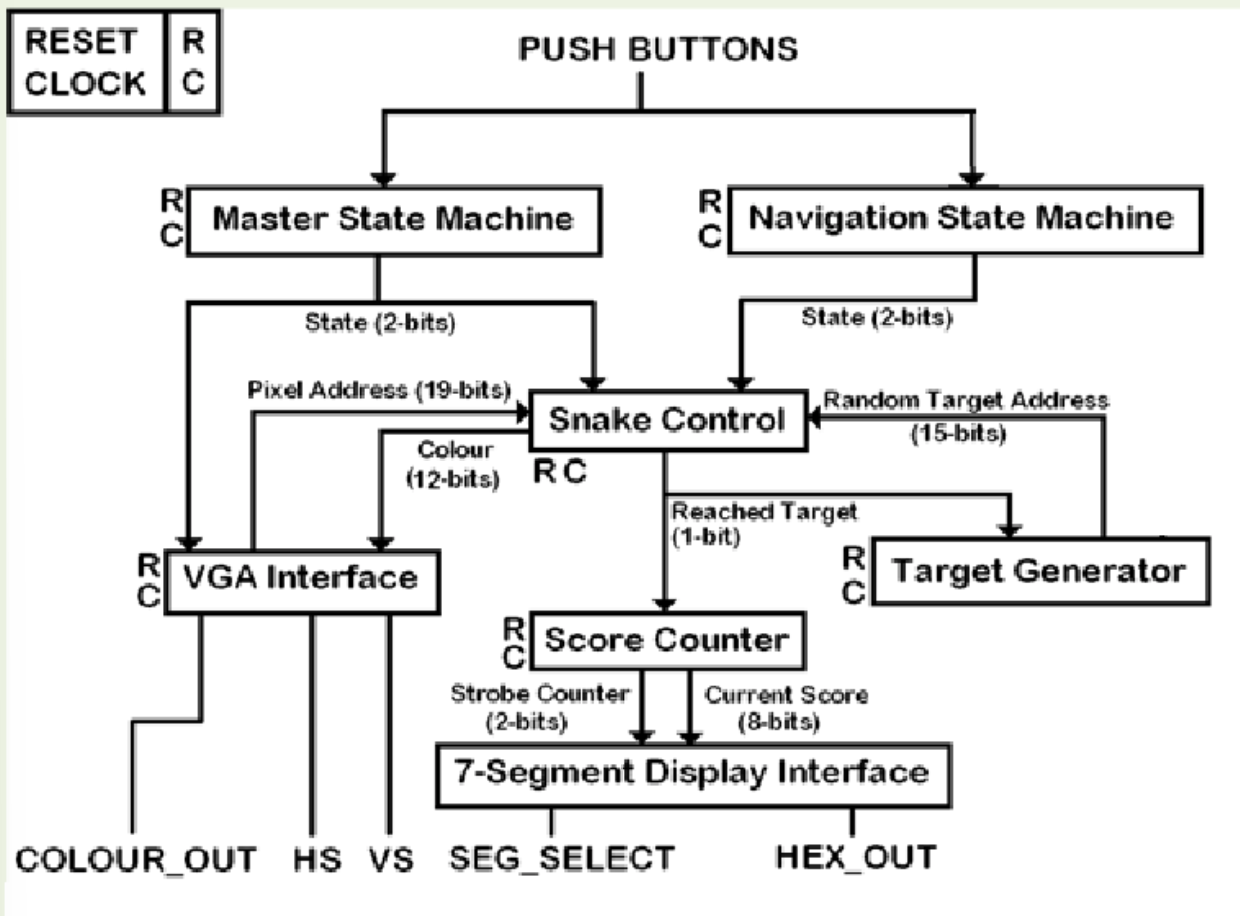 RESET R
CLOCK C
PUSH BUTTONS
R
C
Master State Machine
R
C
Navigation State Machine
State (2-bits)
State (2-bits)
Pixel Address (19-bits)
Snake Control
R C
Random Target Address
(15-bits)
Colour
(12-bits)
Reached Target
(1-bit)
R
C
VGA Interface
R
C
Target Generator
R
C
Score Counter
Strobe Counter
(2-bits)
Current Score
(8-bits)
7-Segment Display Interface
COLOUR_OUT HS VS SEG_SELECT HEX_OUT